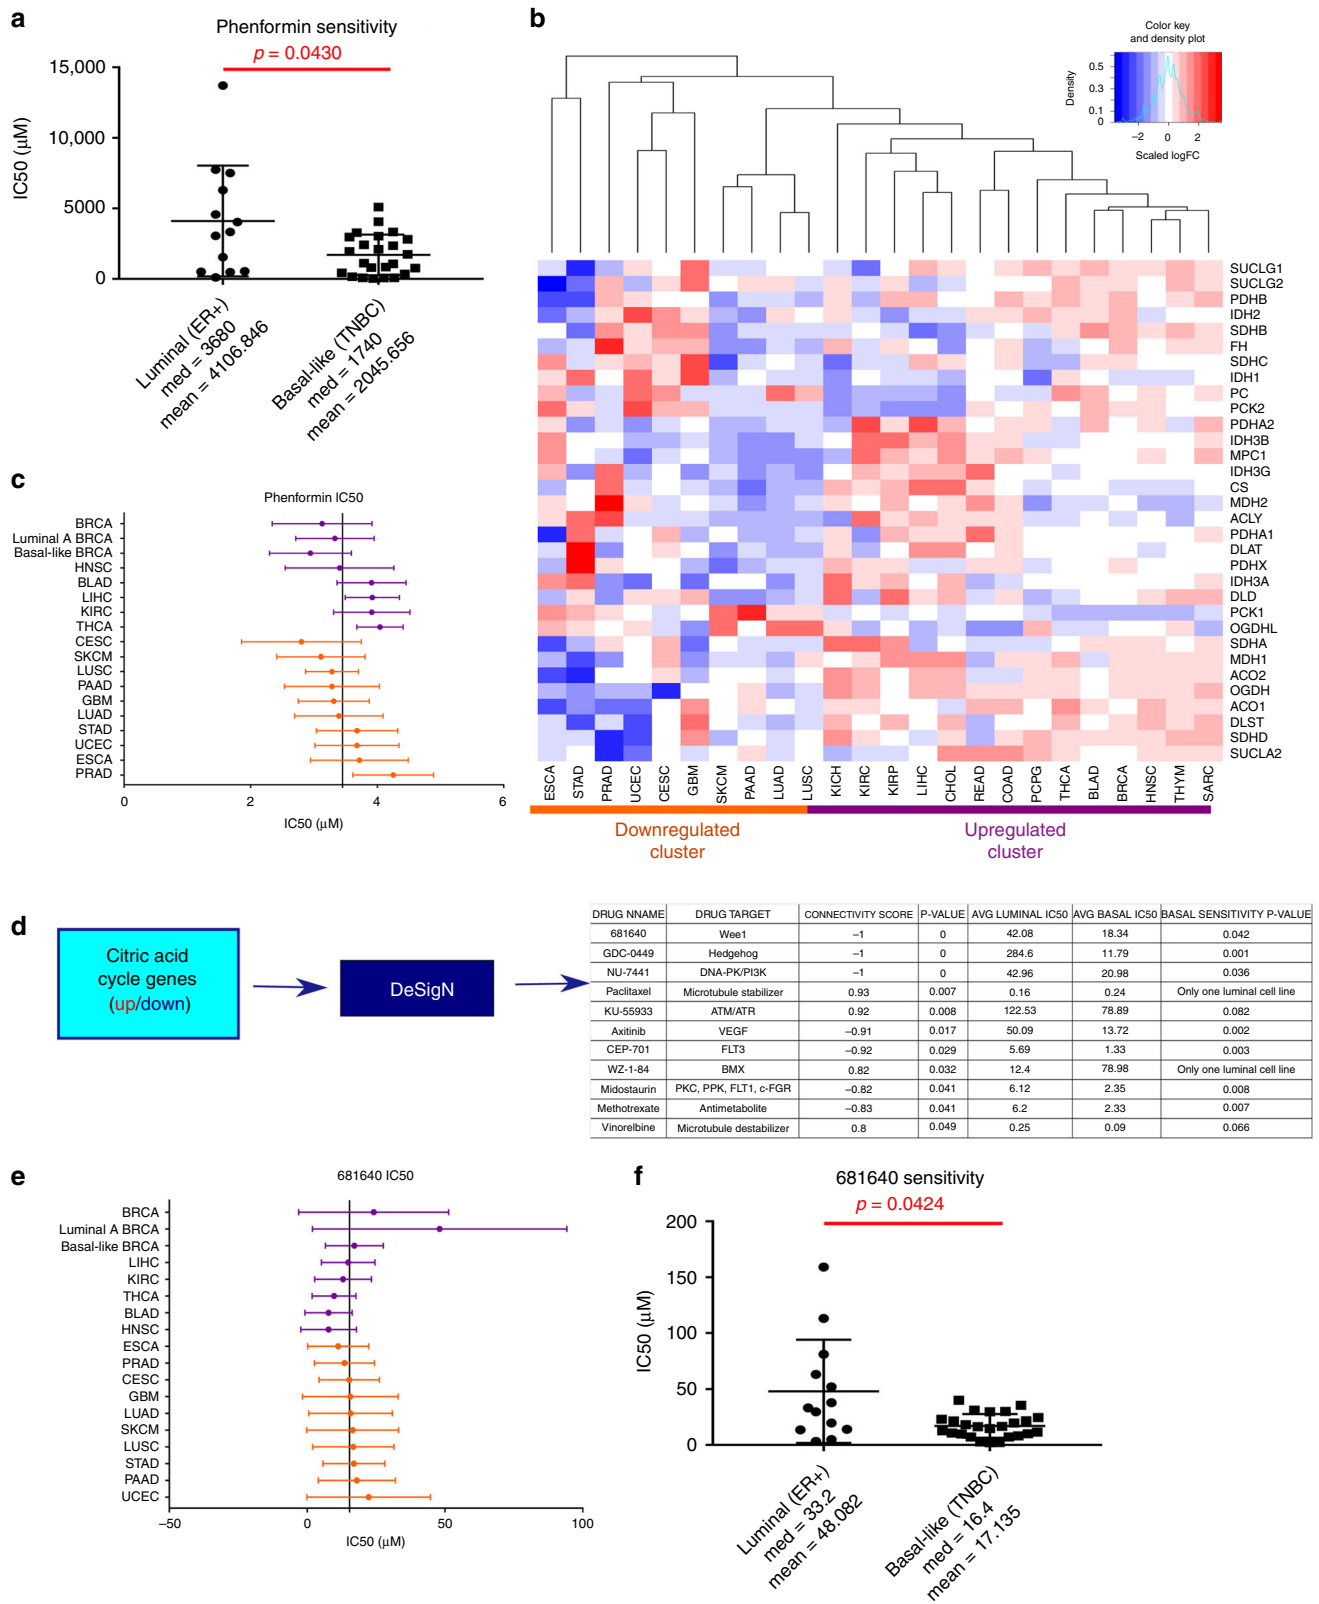 a
Phenformin sensitivity
p = 0.0430
15,000
10,000
5000
0
IC50 (μM)
Luminal (ER+)
med = 3680
mean = 4106.846
Basal-like (TNBC)
med = 1740
mean = 2045.656
b
Color key
and density plot
Density
0.5
0.3
0.1
0
−2
0
2
Scaled logFC
SUCLG1
SUCLG2
PDHB
IDH2
SDHB
FH
SDHC
IDH1
PC
PCK2
PDHA2
IDH3B
MPC1
IDH3G
CS
MDH2
ACLY
PDHA1
DLAT
PDHX
IDH3A
DLD
PCK1
OGDHL
SDHA
MDH1
ACO2
OGDH
ACO1
DLST
SDHD
SUCLA2
ESCA
STAD
PRAD
UCEC
CESC
GBM
SKCM
PAAD
LUAD
LUSC
KICH
KIRC
KIRP
LIHC
CHOL
READ
COAD
PCPG
THCA
BLAD
BRCA
HNSC
THYM
SARC
Downregulated
cluster
Upregulated
cluster
c
Phenformin IC50
BRCA
Luminal A BRCA
Basal-like BRCA
HNSC
BLAD
LIHC
KIRC
THCA
CESC
SKCM
LUSC
PAAD
GBM
LUAD
STAD
UCEC
ESCA
PRAD
0
2
4
6
IC50 (μM)
d
Citric acid
cycle genes
(up/down)
DeSigN
DRUG NNAME DRUG TARGET CONNECTIVITY SCORE P-VALUE AVG LUMINAL IC50 AVG BASAL IC50 BASAL SENSITIVITY P-VALUE
681640 Wee1 −1 0 42.08 18.34 0.042
GDC-0449 Hedgehog −1 0 284.6 11.79 0.001
NU-7441 DNA-PK/PI3K −1 0 42.96 20.98 0.036
Paclitaxel Microtubule stabilizer 0.93 0.007 0.16 0.24 Only one luminal cell line
KU-55933 ATM/ATR 0.92 0.008 122.53 78.89 0.082
Axitinib VEGF −0.91 0.017 50.09 13.72 0.002
CEP-701 FLT3 −0.92 0.029 5.69 1.33 0.003
WZ-1-84 BMX 0.82 0.032 12.4 78.98 Only one luminal cell line
Midostaurin PKC, PPK, FLT1, c-FGR −0.82 0.041 6.12 2.35 0.008
Methotrexate Antimetabolite −0.83 0.041 6.2 2.33 0.007
Vinorelbine Microtubule destabilizer 0.8 0.049 0.25 0.09 0.066
e
681640 IC50
BRCA
Luminal A BRCA
Basal-like BRCA
LIHC
KIRC
THCA
BLAD
HNSC
ESCA
PRAD
CESC
GBM
LUAD
SKCM
LUSC
STAD
PAAD
UCEC
−50
0
50
100
IC50 (μM)
f
681640 sensitivity
p = 0.0424
200
150
100
50
0
IC50 (μM)
Luminal (ER+)
med = 33.2
mean = 48.082
Basal-like (TNBC)
med = 16.4
mean = 17.135